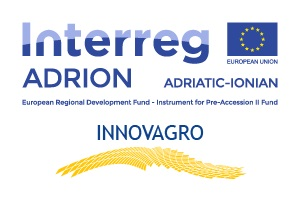 Interreg
EUROPEAN UNION
ADRION ADRIATIC-IONIAN
European Regional Development Fund - Instrument for Pre-Accession II Fund
INNOVAGRO